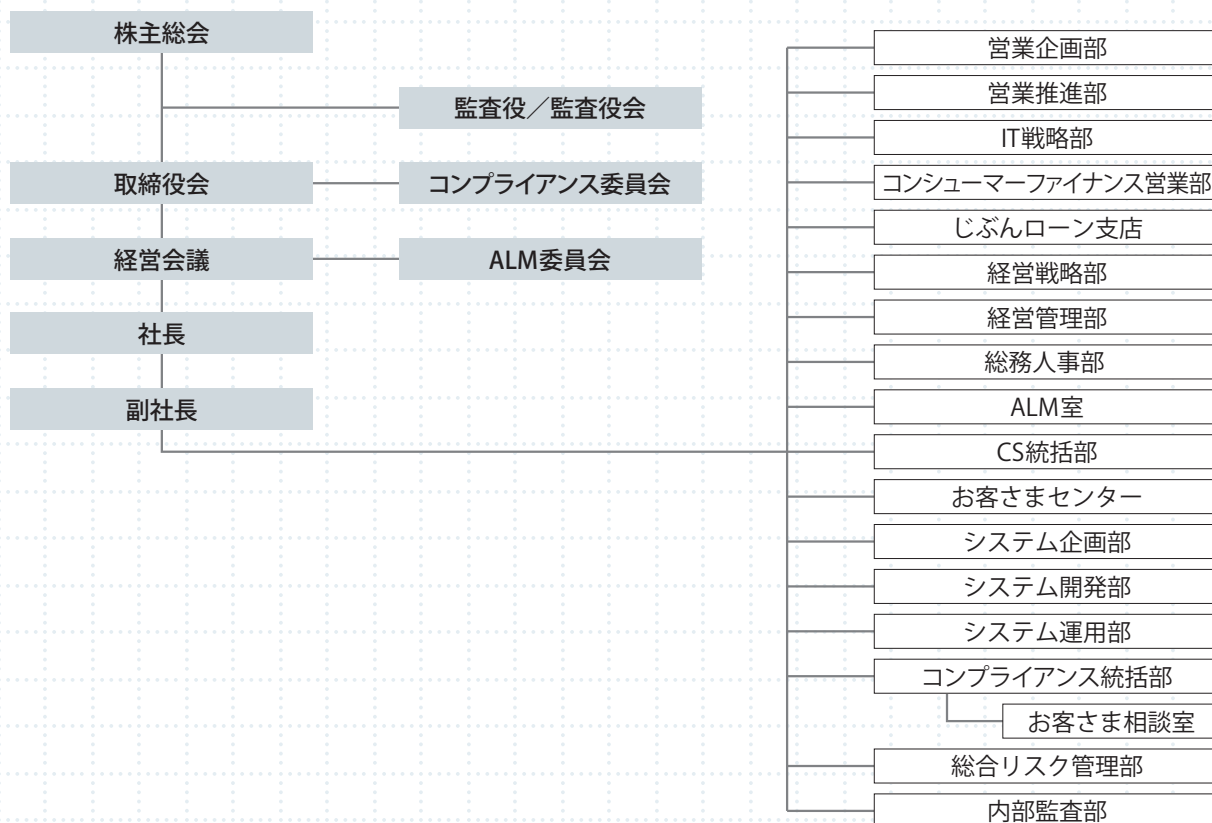 株主総会
監査役／監査役会
取締役会
コンプライアンス委員会
経営会議
ALM委員会
社長
副社長
営業企画部
営業推進部
IT戦略部
コンシューマーファイナンス営業部
じぶんローン支店
経営戦略部
経営管理部
総務人事部
ALM室
CS統括部
お客さまセンター
システム企画部
システム開発部
システム運用部
コンプライアンス統括部
お客さま相談室
総合リスク管理部
内部監査部